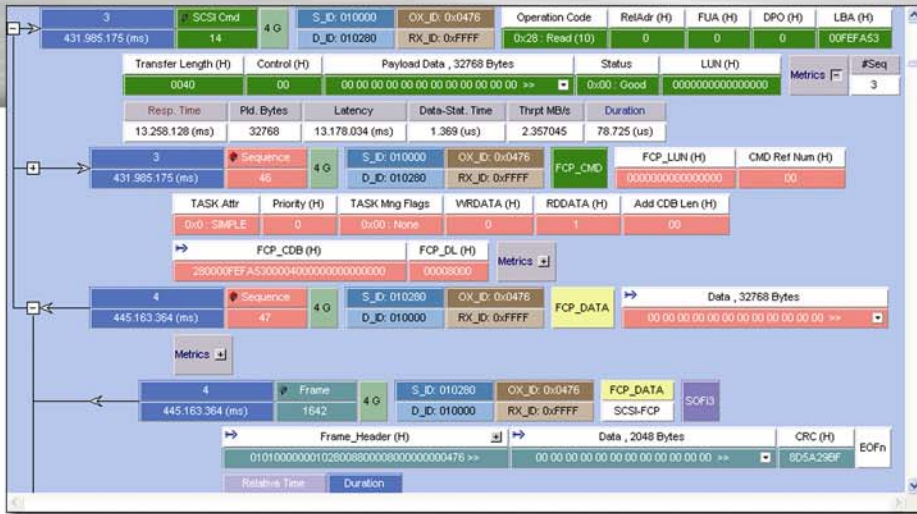 3 SCSI Cmd 4 G S_ID: 010000 OX_ID: 0x0476 Operation Code RelAdr (H) FUA (H) DPO (H) LBA (H)
431.985.175 (ms) 14 D_ID: 010280 RX_ID: 0xFFFF 0x28 : Read (10) 0 0 0 00FEFA53
Transfer Length (H) Control (H) Payload Data , 32768 Bytes Status LUN (H) Metrics #Seq
0040 00 00 00 00 00 00 00 00 00 00 00 00 00 >> 0x00 : Good 0000000000000000 3
Resp. Time Pld. Bytes Latency Data-Stat. Time Thrpt MB/s Duration
13.258.128 (ms) 32768 13.178.034 (ms) 1.369 (us) 2.357045 78.725 (us)
3 Sequence 4 G S_ID: 010000 OX_ID: 0x0476 FCP_CMD FCP_LUN (H) CMD Ref Num (H)
431.985.175 (ms) 46 D_ID: 010280 RX_ID: 0xFFFF 0000000000000000 00
TASK Attr Priority (H) TASK Mng Flags WRDATA (H) RDDATA (H) Add CDB Len (H)
0x0 : SIMPLE 0 0x00 : None 0 1 00
FCP_CDB (H) FCP_DL (H) Metrics
280000FEFA5300004000000000000000 00008000
4 Sequence 4 G S_ID: 010280 OX_ID: 0x0476 FCP_DATA Data , 32768 Bytes
445.163.364 (ms) 47 D_ID: 010000 RX_ID: 0xFFFF 00 00 00 00 00 00 00 00 00 00 00 00 >>
Metrics
4 Frame 4 G S_ID: 010280 OX_ID: 0x0476 FCP_DATA SOFi3
445.163.364 (ms) 1642 D_ID: 010000 RX_ID: 0xFFFF SCSI-FCP
Frame_Header (H) Data , 2048 Bytes CRC (H) EOFn
00 00 00 00 00 00 00 00 00 00 00 00 >> 8D5A29BF
Relative Time Duration